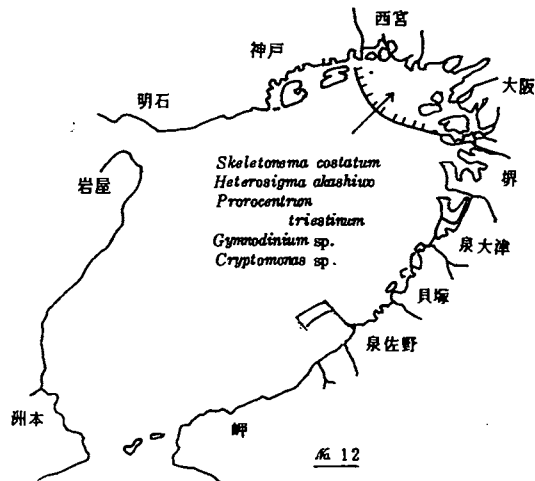 西宮
神戸
大阪
明石
Skeletonema costatum
Heterosigma akashiwo
Prorocentrum
triestinum
Gymnodinium sp.
Cryptomonas sp.
岩屋
堺
泉大津
貝塚
泉佐野
洲本
岬
№ 12